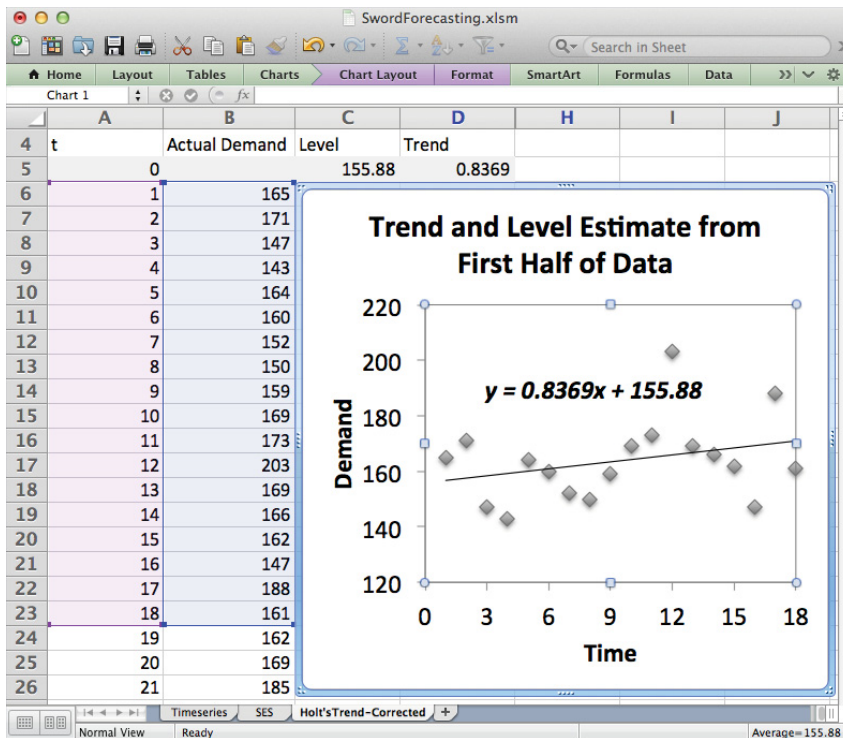 SwordForecasting.xlsm
Search in Sheet
Home Layout Tables Charts Chart Layout Format SmartArt Formulas Data
Chart 1 fx
A B C D H I J
4 t Actual Demand Level Trend
5 0 155.88 0.8369
6 1 165
7 2 171
8 3 147
9 4 143
10 5 164
11 6 160
12 7 152
13 8 150
14 9 159
15 10 169
16 11 173
17 12 203
18 13 169
19 14 166
20 15 162
21 16 147
22 17 188
23 18 161
24 19 162
25 20 169
26 21 185
Trend and Level Estimate from
First Half of Data
220
200
180
160
140
120
y = 0.8369x + 155.88
Demand
0 3 6 9 12 15 18
Time
Timeseries SES Holt'sTrend-Corrected +
Normal View Ready Average=155.88